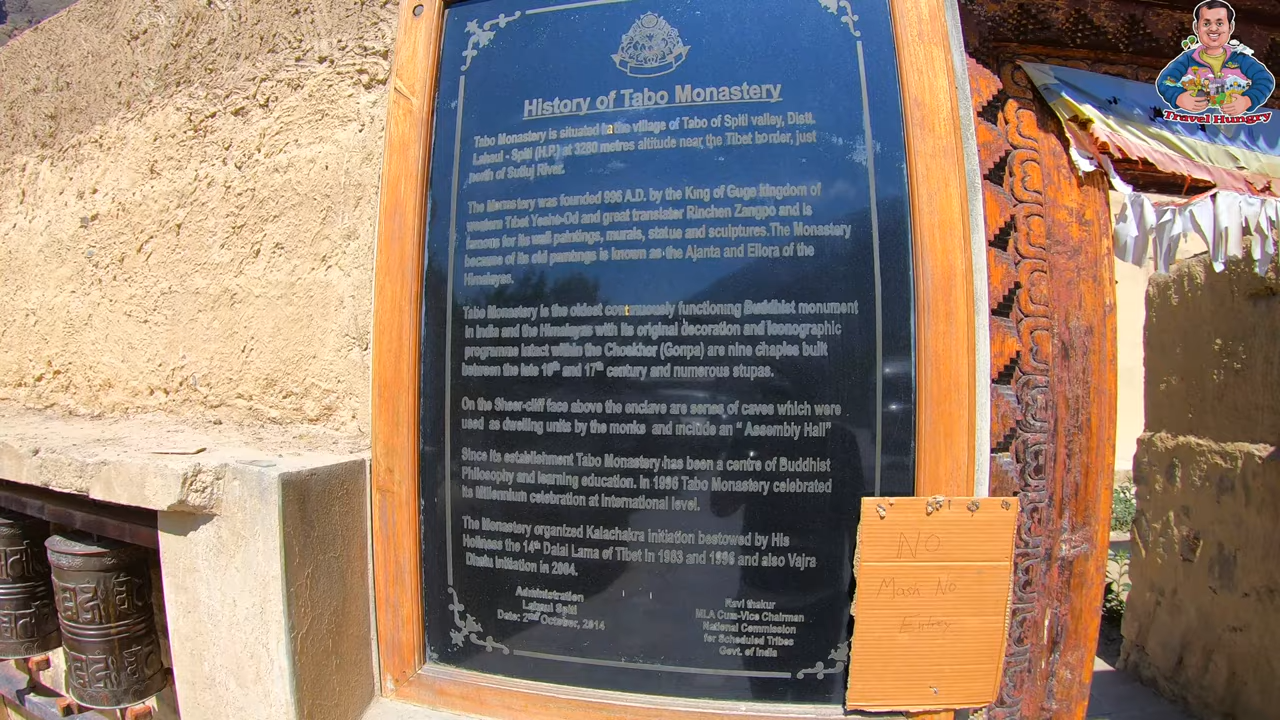 History of Tabo Monastery
Tabo Monastery is situated in the village of Tabo of Spiti valley, Distt.
Lahaul - Spiti (H.P.) at 3280 metres altitude near the Tibet border, just
north of Sutluj River.
The Monastery was founded 996 A.D. by the King of Guge kingdom of
western Tibet Yeshe-Od and great translator Rinchen Zangpo and is
famous for its wall paintings, murals, statue and sculptures.The Monastery
because of its old paintings is known as the Ajanta and Ellora of the
Himalayas.
Tabo Monastery is the oldest continuously functioning Buddhist monument
in India and the Himalayas with its original decoration and iconographic
programme intact within the Choskhor (Gonpa) are nine chaples built
between the late 10th and 17th century and numerous stupas.
On the Sheer-cliff face above the enclave are series of caves which were
used as dwelling units by the monks and include an " Assembly Hall"
Since its establishment Tabo Monastery has been a centre of Buddhist
Philosophy and learning education. In 1996 Tabo Monastery celebrated
its Millennium celebration at international level.
The Monastery organized Kalachakra initiation bestowed by His
Holiness the 14th Dalai Lama of Tibet in 1983 and 1996 and also Vajra
Dhatu initiation in 2004.
Administration
Lahaul Spiti
Date: 2nd October, 2014
Ravi thakur
MLA Cum-Vice Chairman
National Commission
for Scheduled Tribes
Govt. of India
NO
Mask No
Entry
Travel Hungry